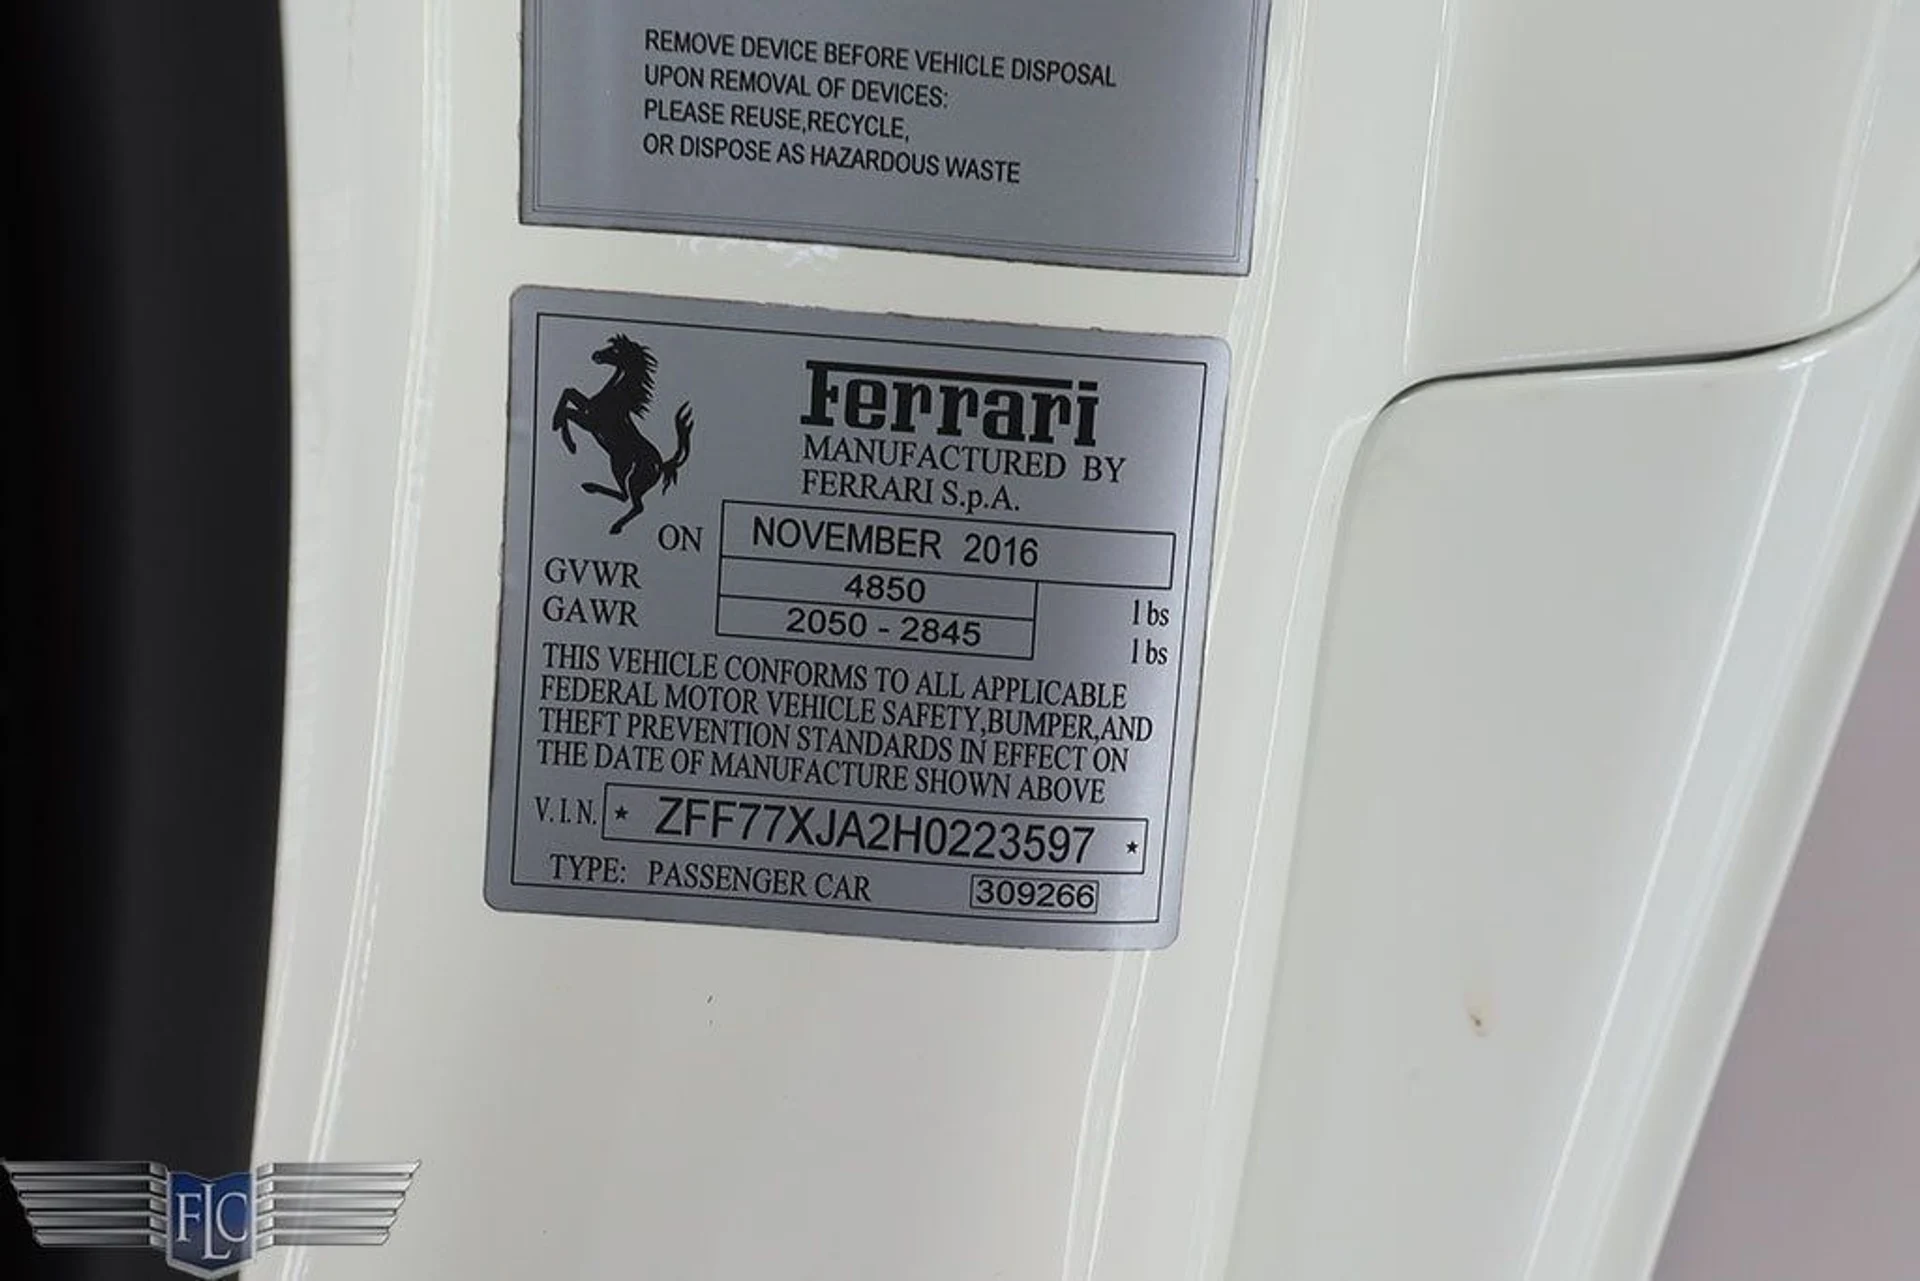 REMOVE DEVICE BEFORE VEHICLE DISPOSAL
UPON REMOVAL OF DEVICES:
PLEASE REUSE,RECYCLE,
OR DISPOSE AS HAZARDOUS WASTE
Ferrari
MANUFACTURED BY
FERRARI S.p.A.
ON NOVEMBER 2016
GVWR 4850 lbs
GAWR 2050 - 2845 lbs
THIS VEHICLE CONFORMS TO ALL APPLICABLE
FEDERAL MOTOR VEHICLE SAFETY,BUMPER,AND
THEFT PREVENTION STANDARDS IN EFFECT ON
THE DATE OF MANUFACTURE SHOWN ABOVE
V.I.N. * ZFF77XJA2H0223597 *
TYPE: PASSENGER CAR 309266
FLC